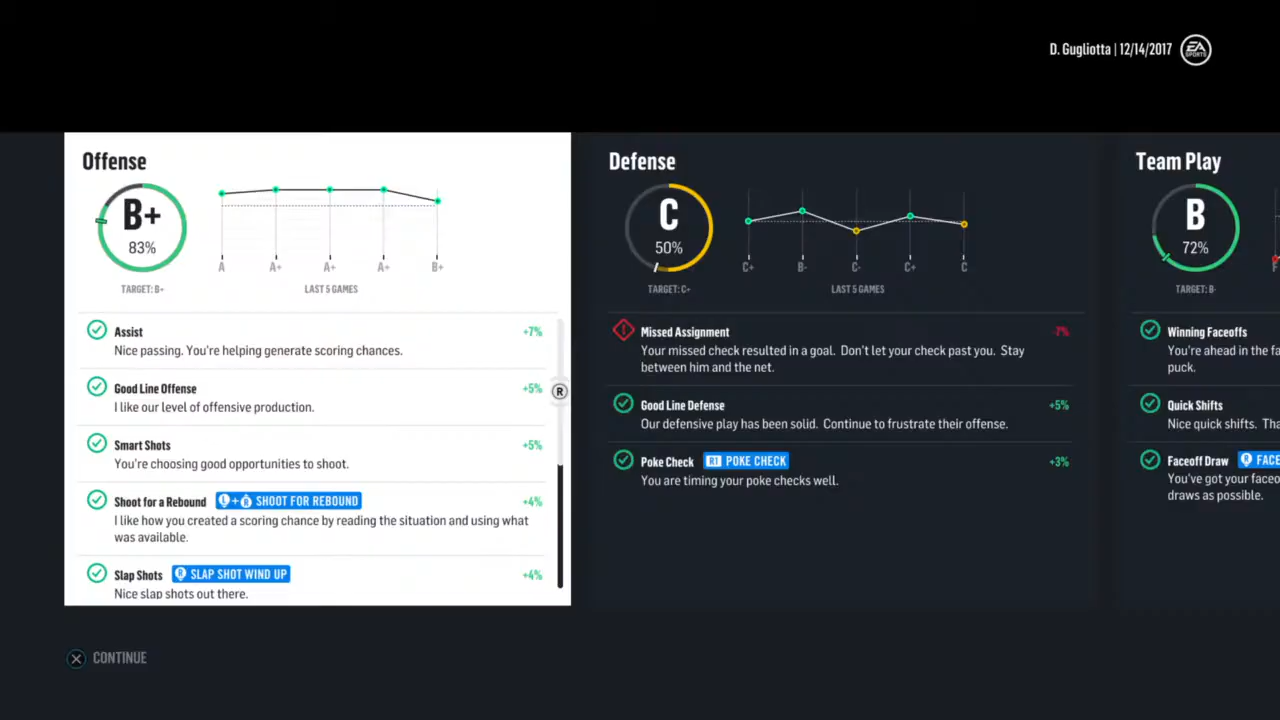 D. Gugliotta | 12/14/2017
EA
SPORTS
Offense
B+
83%
TARGET: B+
A A+ A+ A+ B+
LAST 5 GAMES
Assist +7%
Nice passing. You're helping generate scoring chances.
Good Line Offense +5%
I like our level of offensive production.
Smart Shots +5%
You're choosing good opportunities to shoot.
Shoot for a Rebound L + R SHOOT FOR REBOUND +4%
I like how you created a scoring chance by reading the situation and using what
was available.
Slap Shots R SLAP SHOT WIND UP +4%
Nice slap shots out there.
R
Defense
C
50%
TARGET: C+
C+ B- C- C+ C
LAST 5 GAMES
Missed Assignment -7%
Your missed check resulted in a goal. Don't let your check past you. Stay
between him and the net.
Good Line Defense +5%
Our defensive play has been solid. Continue to frustrate their offense.
Poke Check R1 POKE CHECK +3%
You are timing your poke checks well.
Team Play
B
72%
TARGET: B-
Winning Faceoffs
You're ahead in the fa
puck.
Quick Shifts
Nice quick shifts. Tha
Faceoff Draw R FACE
You've got your faceo
draws as possible.
CONTINUE